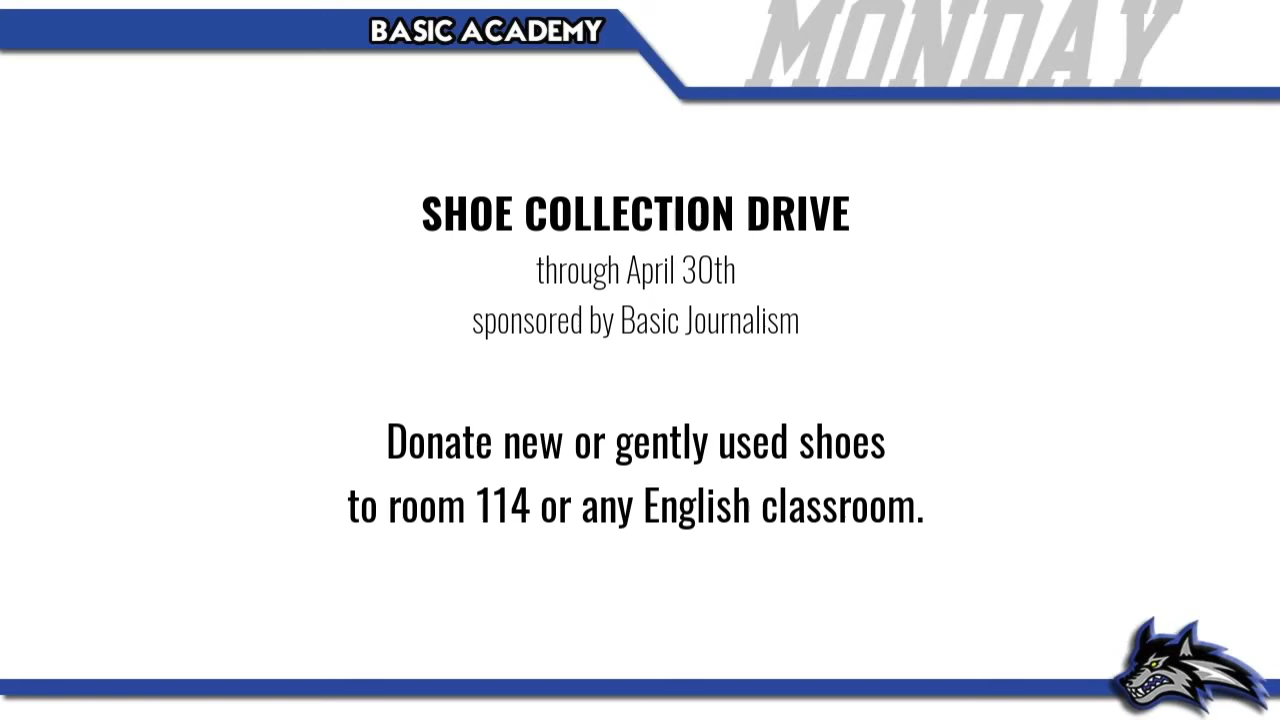 BASIC ACADEMY
MONDAY
SHOE COLLECTION DRIVE
through April 30th
sponsored by Basic Journalism
Donate new or gently used shoes
to room 114 or any English classroom.